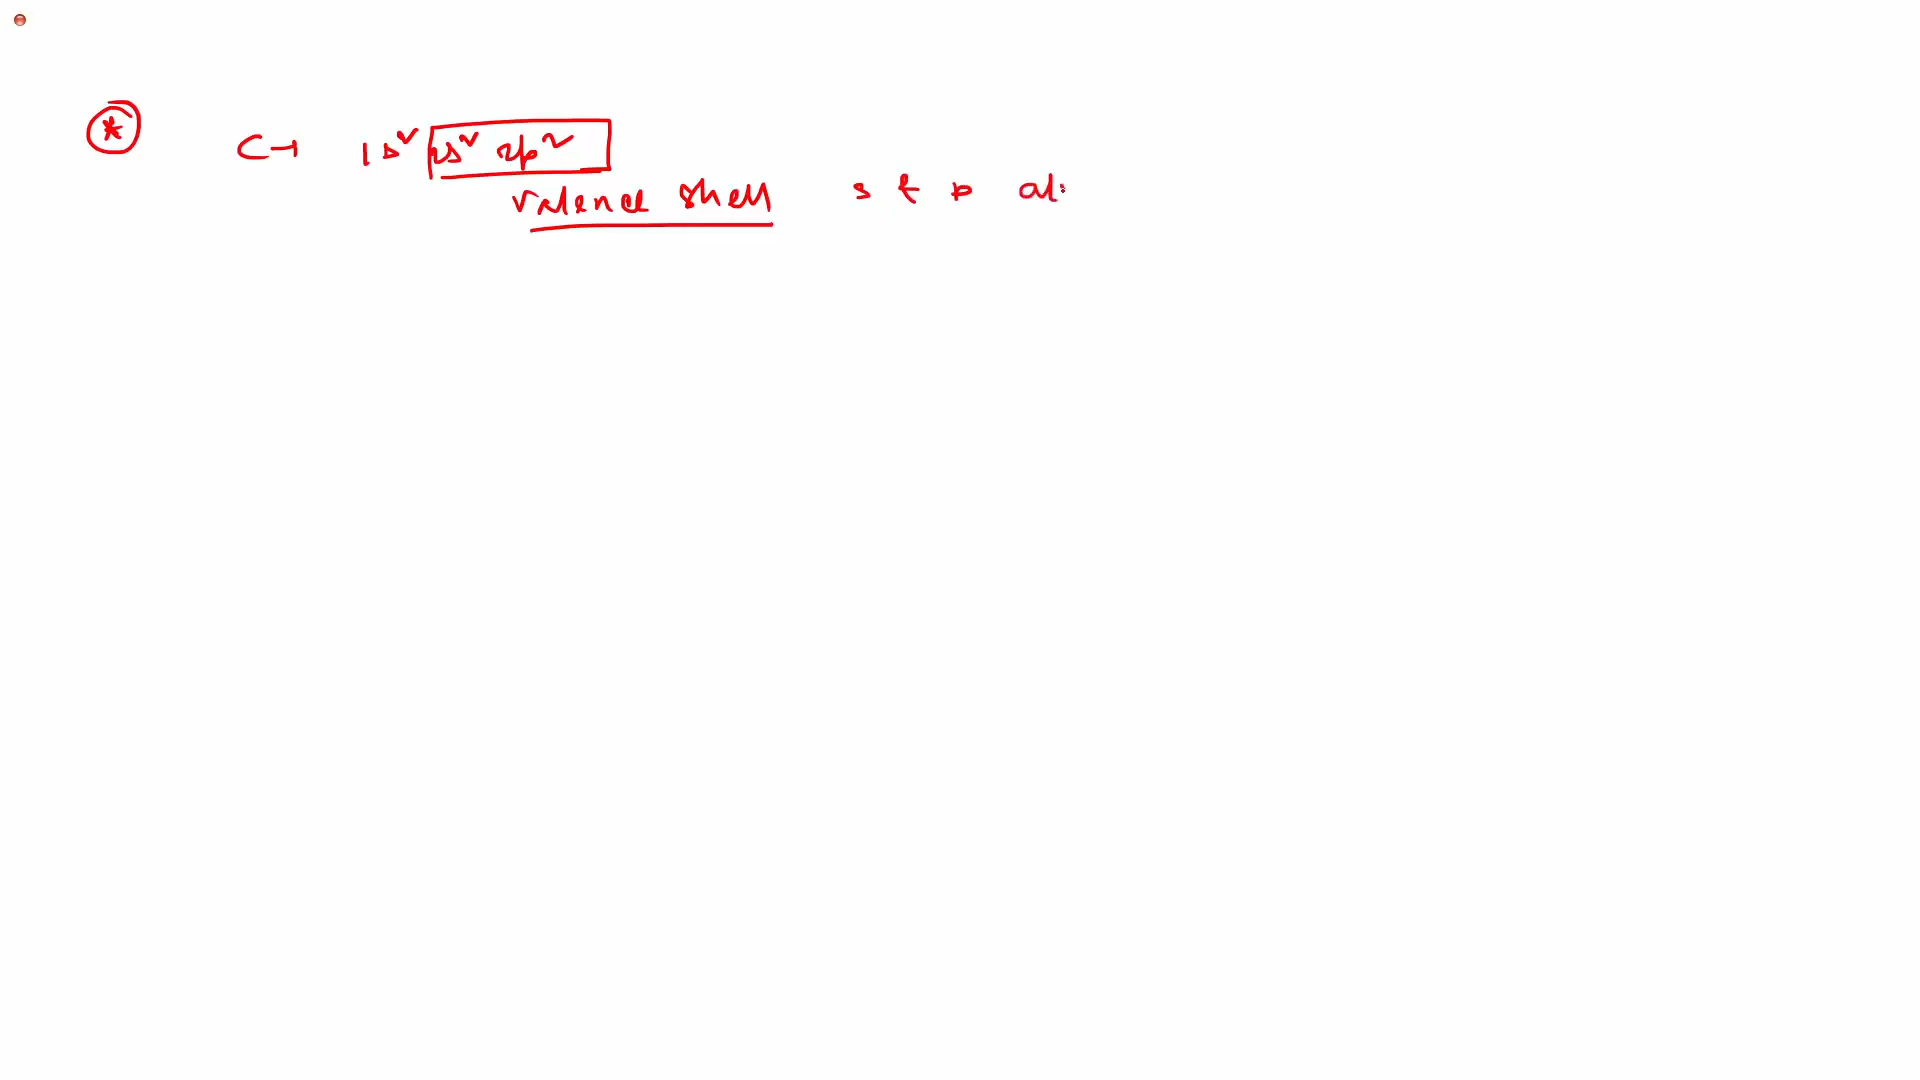 * C → 1s² 2s² 2p²
valence shell s & p